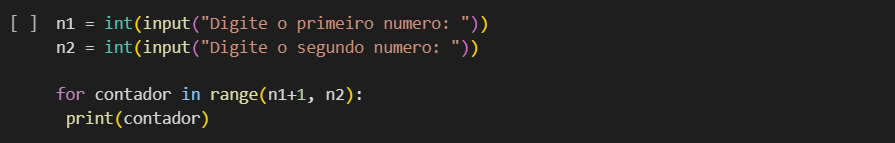 [ ] n1 = int(input("Digite o primeiro numero: "))
n2 = int(input("Digite o segundo numero: "))
for contador in range(n1+1, n2):
 print(contador)